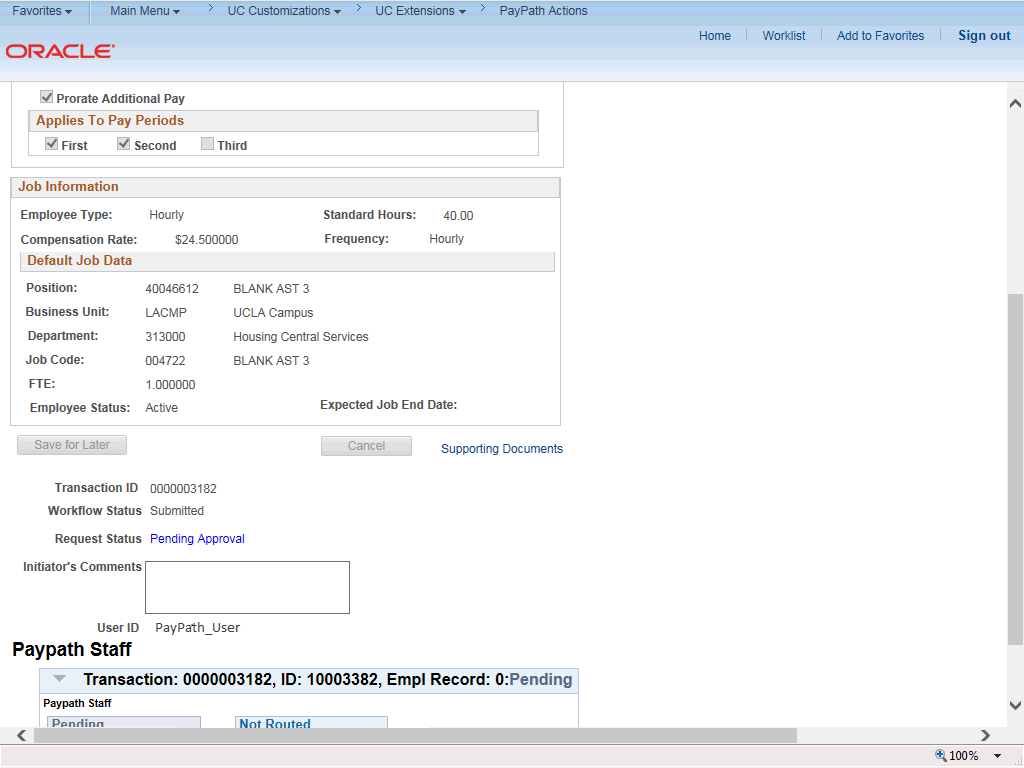 Favorites Main Menu > UC Customizations > UC Extensions > PayPath Actions
Home Worklist Add to Favorites Sign out
ORACLE
Prorate Additional Pay
Applies To Pay Periods
First Second Third
Job Information
Employee Type: Hourly Standard Hours: 40.00
Compensation Rate: $24.500000 Frequency: Hourly
Default Job Data
Position: 40046612 BLANK AST 3
Business Unit: LACMP UCLA Campus
Department: 313000 Housing Central Services
Job Code: 004722 BLANK AST 3
FTE: 1.000000
Employee Status: Active Expected Job End Date:
Save for Later Cancel Supporting Documents
Transaction ID 0000003182
Workflow Status Submitted
Request Status Pending Approval
Initiator's Comments
User ID PayPath_User
Paypath Staff
Transaction: 0000003182, ID: 10003382, Empl Record: 0:Pending
Paypath Staff
Pending Not Routed
100%